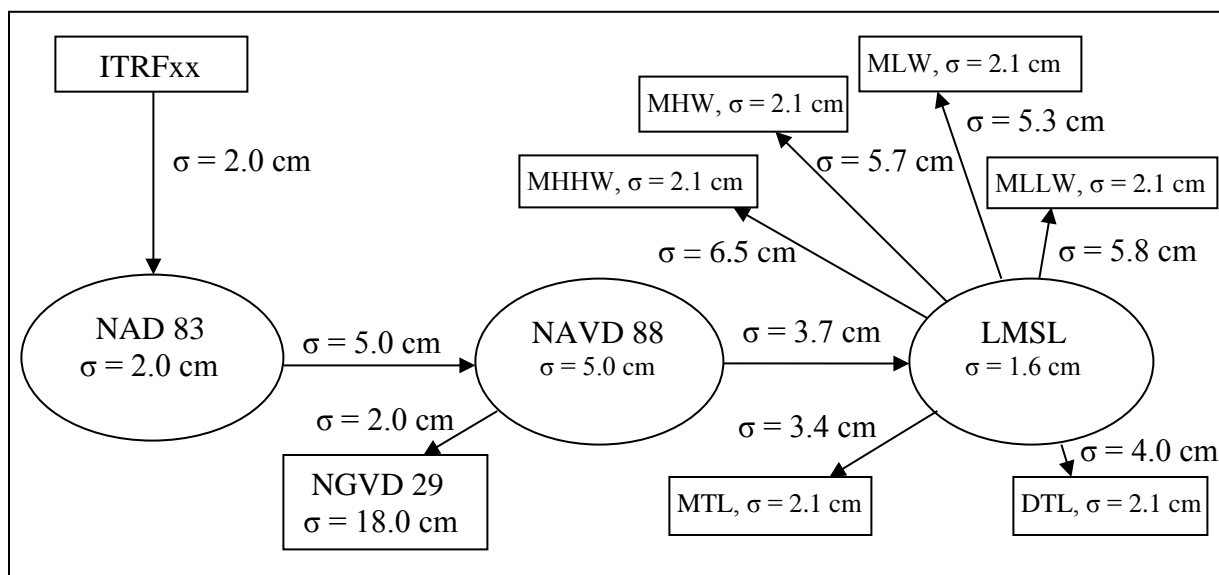 ITRFxx
σ = 2.0 cm
NAD 83
σ = 2.0 cm
σ = 5.0 cm
NAVD 88
σ = 5.0 cm
σ = 2.0 cm
NGVD 29
σ = 18.0 cm
σ = 3.7 cm
LMSL
σ = 1.6 cm
MHHW, σ = 2.1 cm
σ = 6.5 cm
MHW, σ = 2.1 cm
σ = 5.7 cm
MLW, σ = 2.1 cm
σ = 5.3 cm
MLLW, σ = 2.1 cm
σ = 5.8 cm
σ = 3.4 cm
MTL, σ = 2.1 cm
σ = 4.0 cm
DTL, σ = 2.1 cm